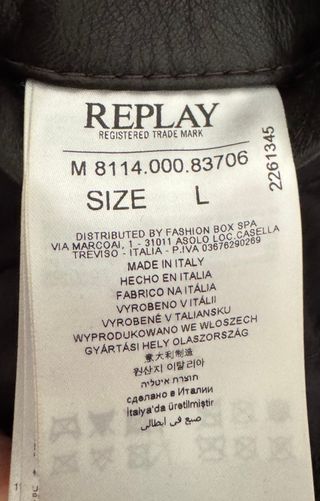 REPLAY
REGISTERED TRADE MARK
M 8114.000.83706
SIZE L
2261345
DISTRIBUTED BY FASHION BOX SPA
VIA MARCOAI, 1 - 31011 ASOLO LOC.CASELLA
TREVISO - ITALIA - P.IVA 03676290269
MADE IN ITALY
HECHO EN ITALIA
FABRICO NA ITÁLIA
VYROBENO V ITÁLII
VYROBENÉ V TALIANSKU
WYPRODUKOWANO WE WŁOSZECH
GYÁRTÁSI HELY OLASZORSZÁG
意大利制造
원산지 이탈리아
תוצרת איטליה
сделано в Италии
İtalya'da üretilmiştir
صنع في ايطالي